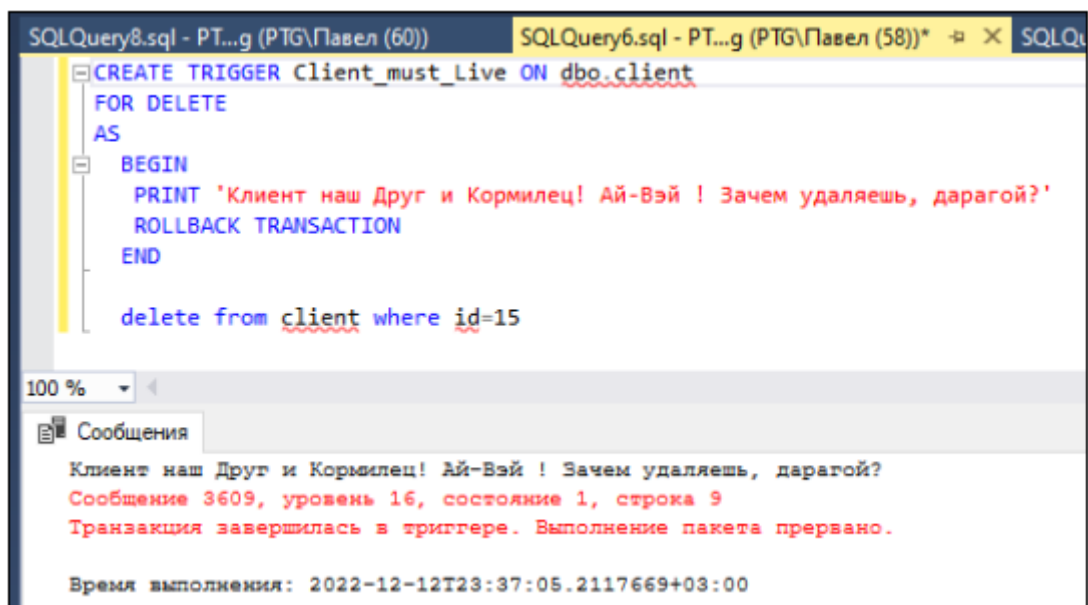 SQLQuery8.sql - PT...g (PTG\Павел (60))
SQLQuery6.sql - PT...g (PTG\Павел (58))*
SQLQu
CREATE TRIGGER Client_must_Live ON dbo.client
FOR DELETE
AS
BEGIN
PRINT 'Клиент наш Друг и Кормилец! Ай-Вэй ! Зачем удаляешь, дарагой?'
ROLLBACK TRANSACTION
END
delete from client where id=15
100 %
Сообщения
Клиент наш Друг и Кормилец! Ай-Вэй ! Зачем удаляешь, дарагой?
Сообщение 3609, уровень 16, состояние 1, строка 9
Транзакция завершилась в триггере. Выполнение пакета прервано.
Время выполнения: 2022-12-12T23:37:05.2117669+03:00